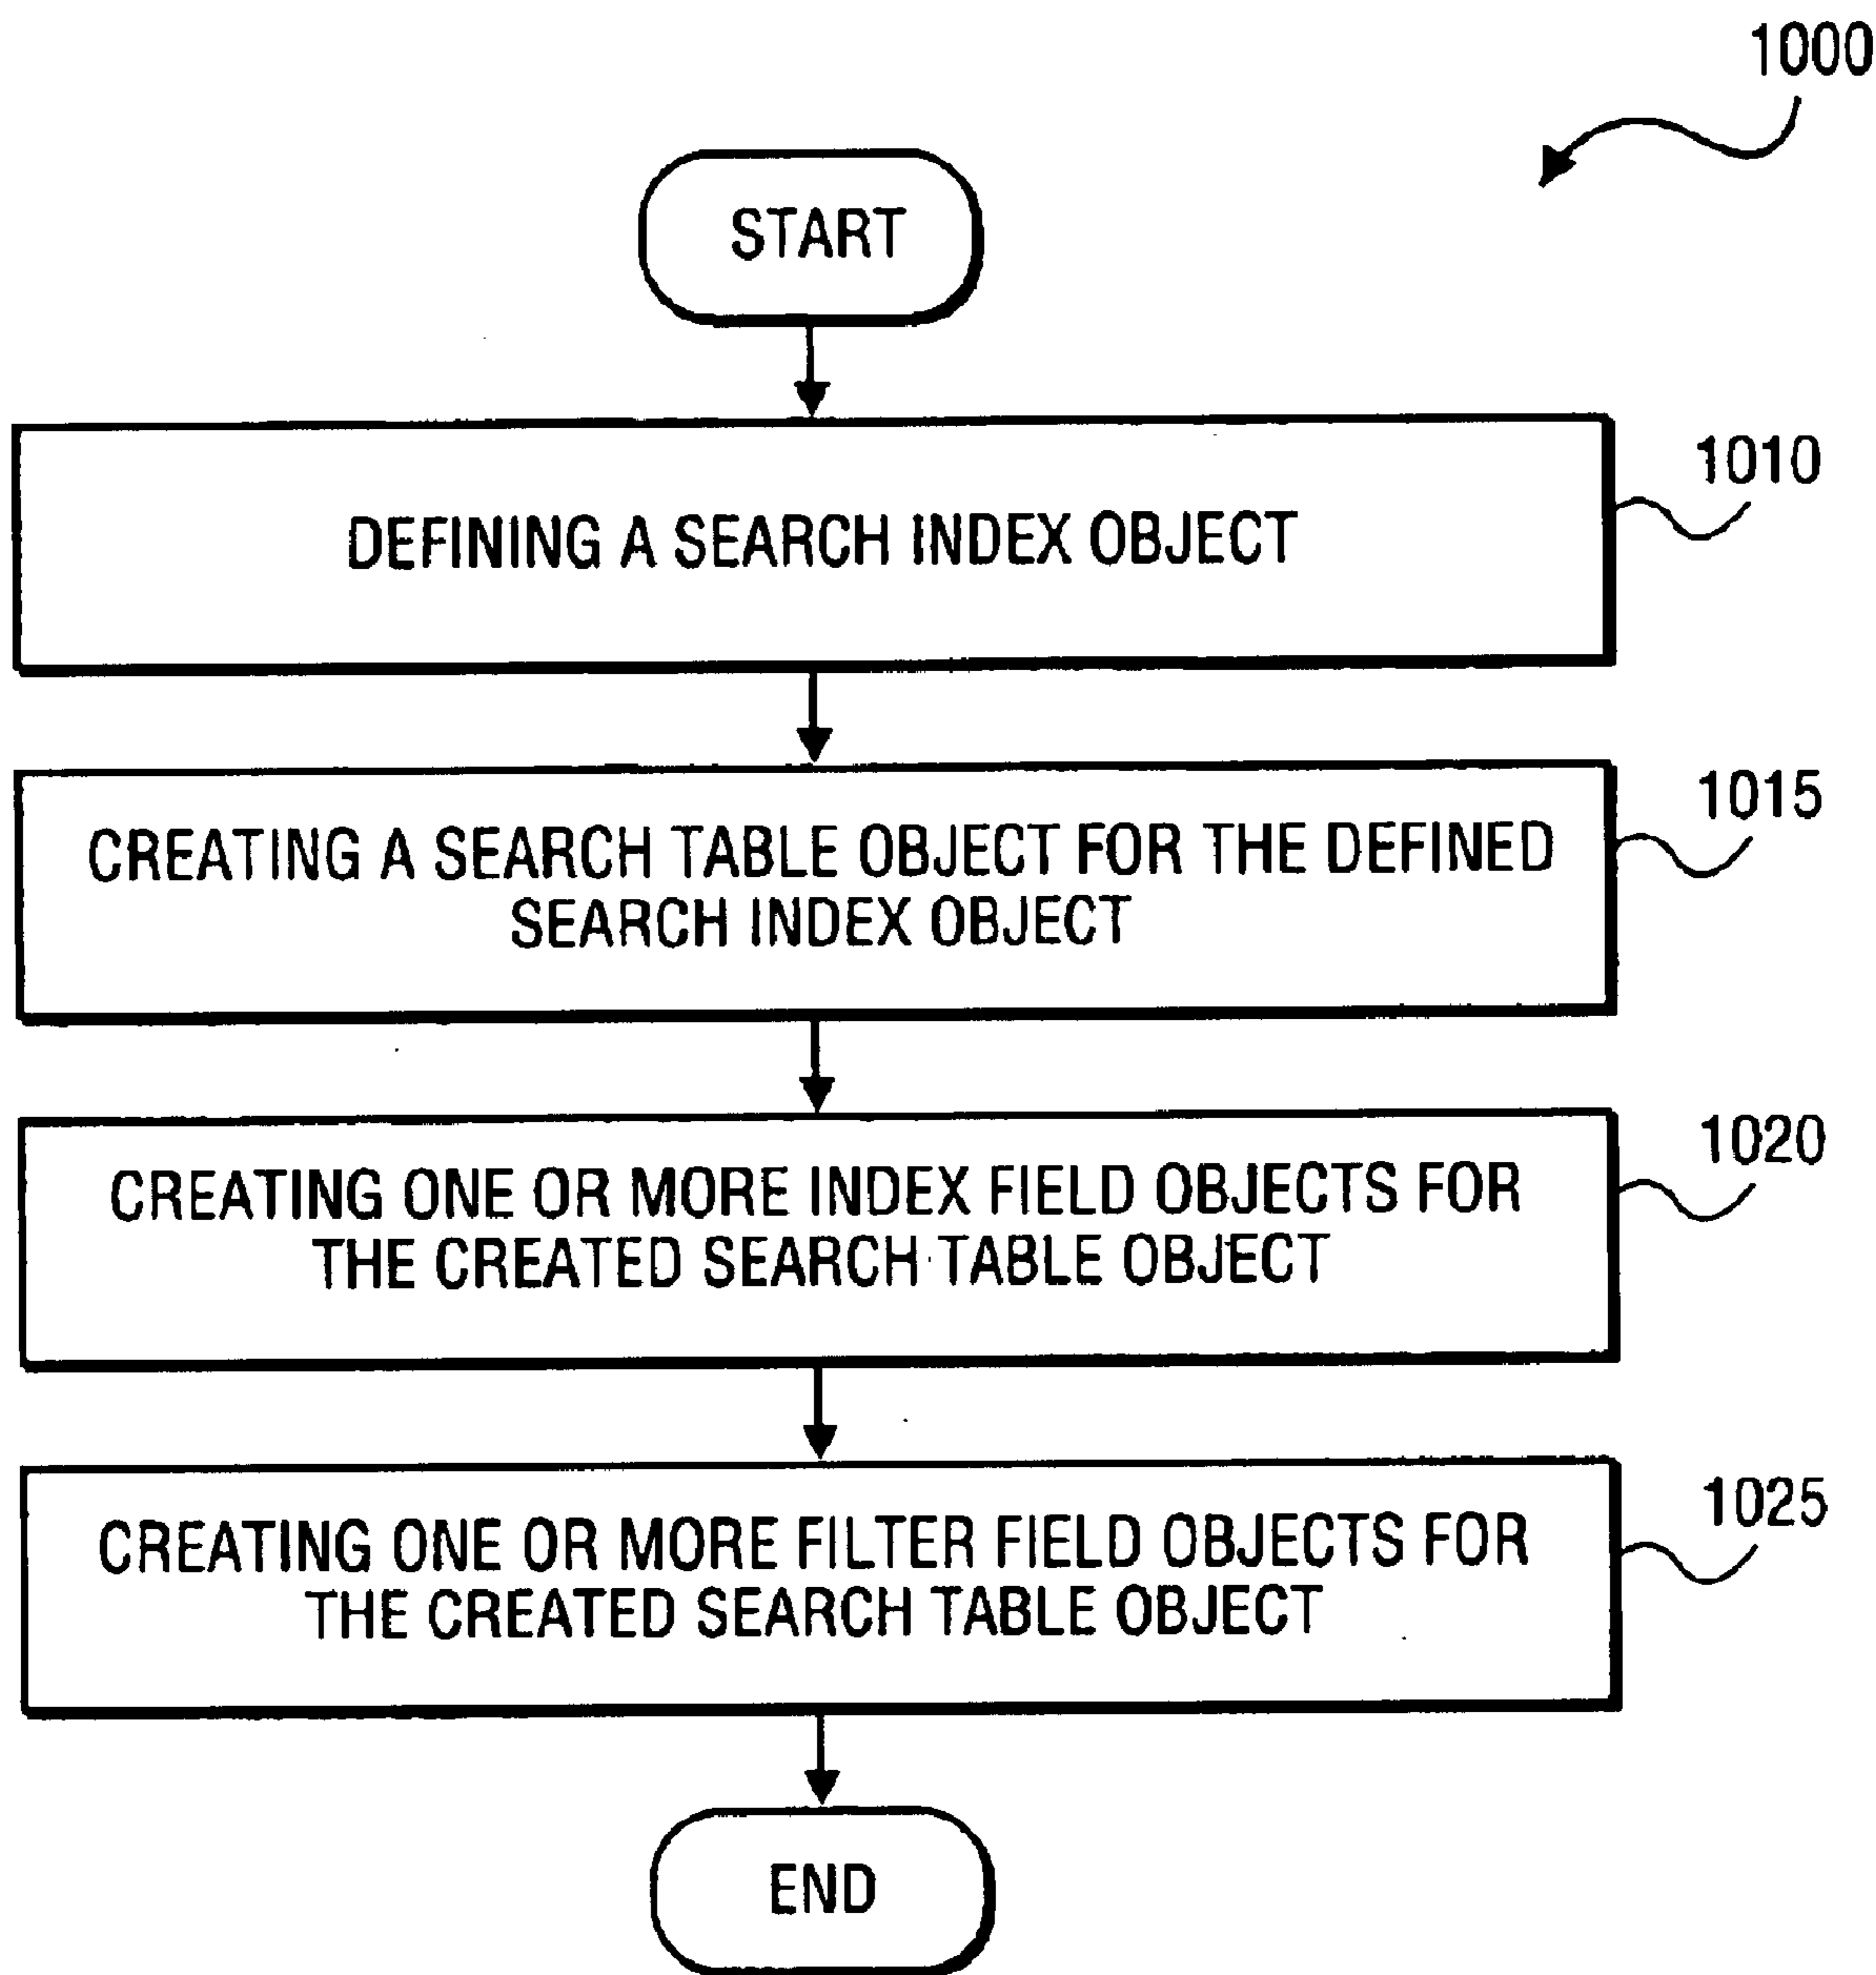 1000
START
DEFINING A SEARCH INDEX OBJECT
1010
CREATING A SEARCH TABLE OBJECT FOR THE DEFINED
SEARCH INDEX OBJECT
1015
CREATING ONE OR MORE INDEX FIELD OBJECTS FOR
THE CREATED SEARCH TABLE OBJECT
1020
CREATING ONE OR MORE FILTER FIELD OBJECTS FOR
THE CREATED SEARCH TABLE OBJECT
1025
END